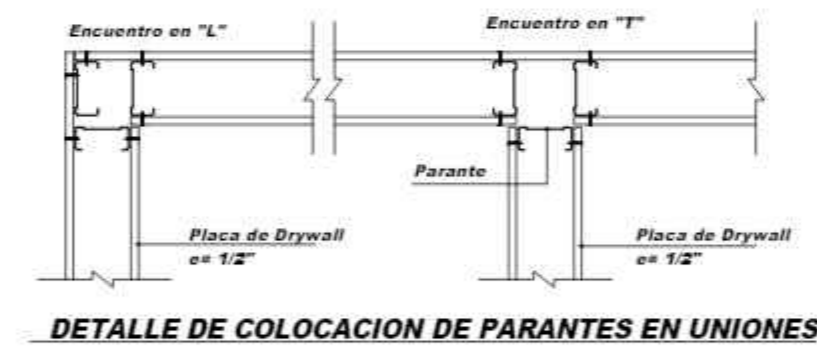 Encuentro en "L"
Encuentro en "T"
Parante
Placa de Drywall
e= 1/2"
Placa de Drywall
e= 1/2"
DETALLE DE COLOCACION DE PARANTES EN UNIONES